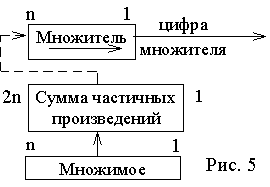 n 1
цифра
Множитель
множителя
2n Сумма частичных 1
произведений
n 1
Множимое
Рис. 5